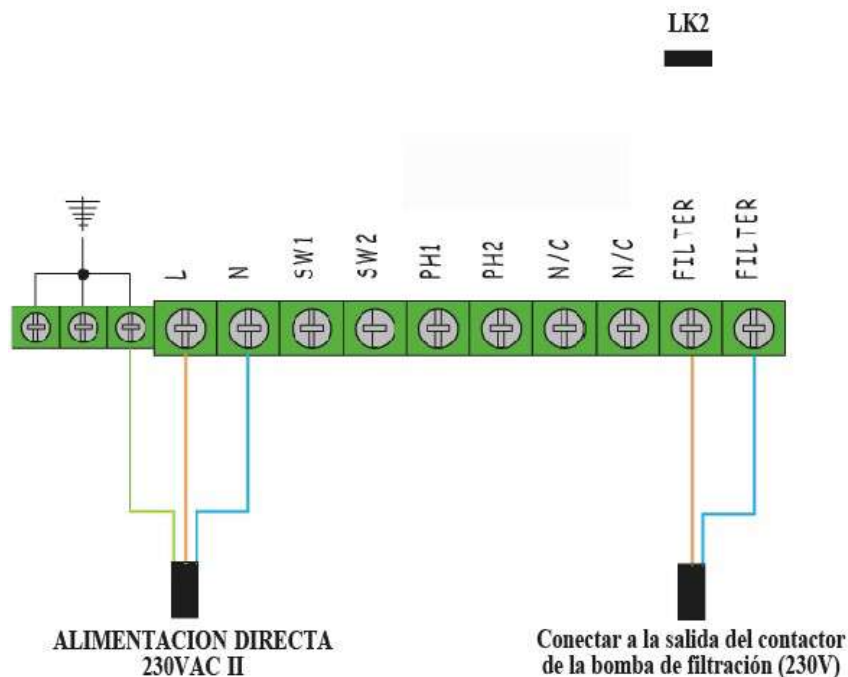 LK2
L
N
SW1
SW2
PH1
PH2
N/C
N/C
FILTER
FILTER
ALIMENTACION DIRECTA
230VAC II
Conectar a la salida del contactor
de la bomba de filtración (230V)